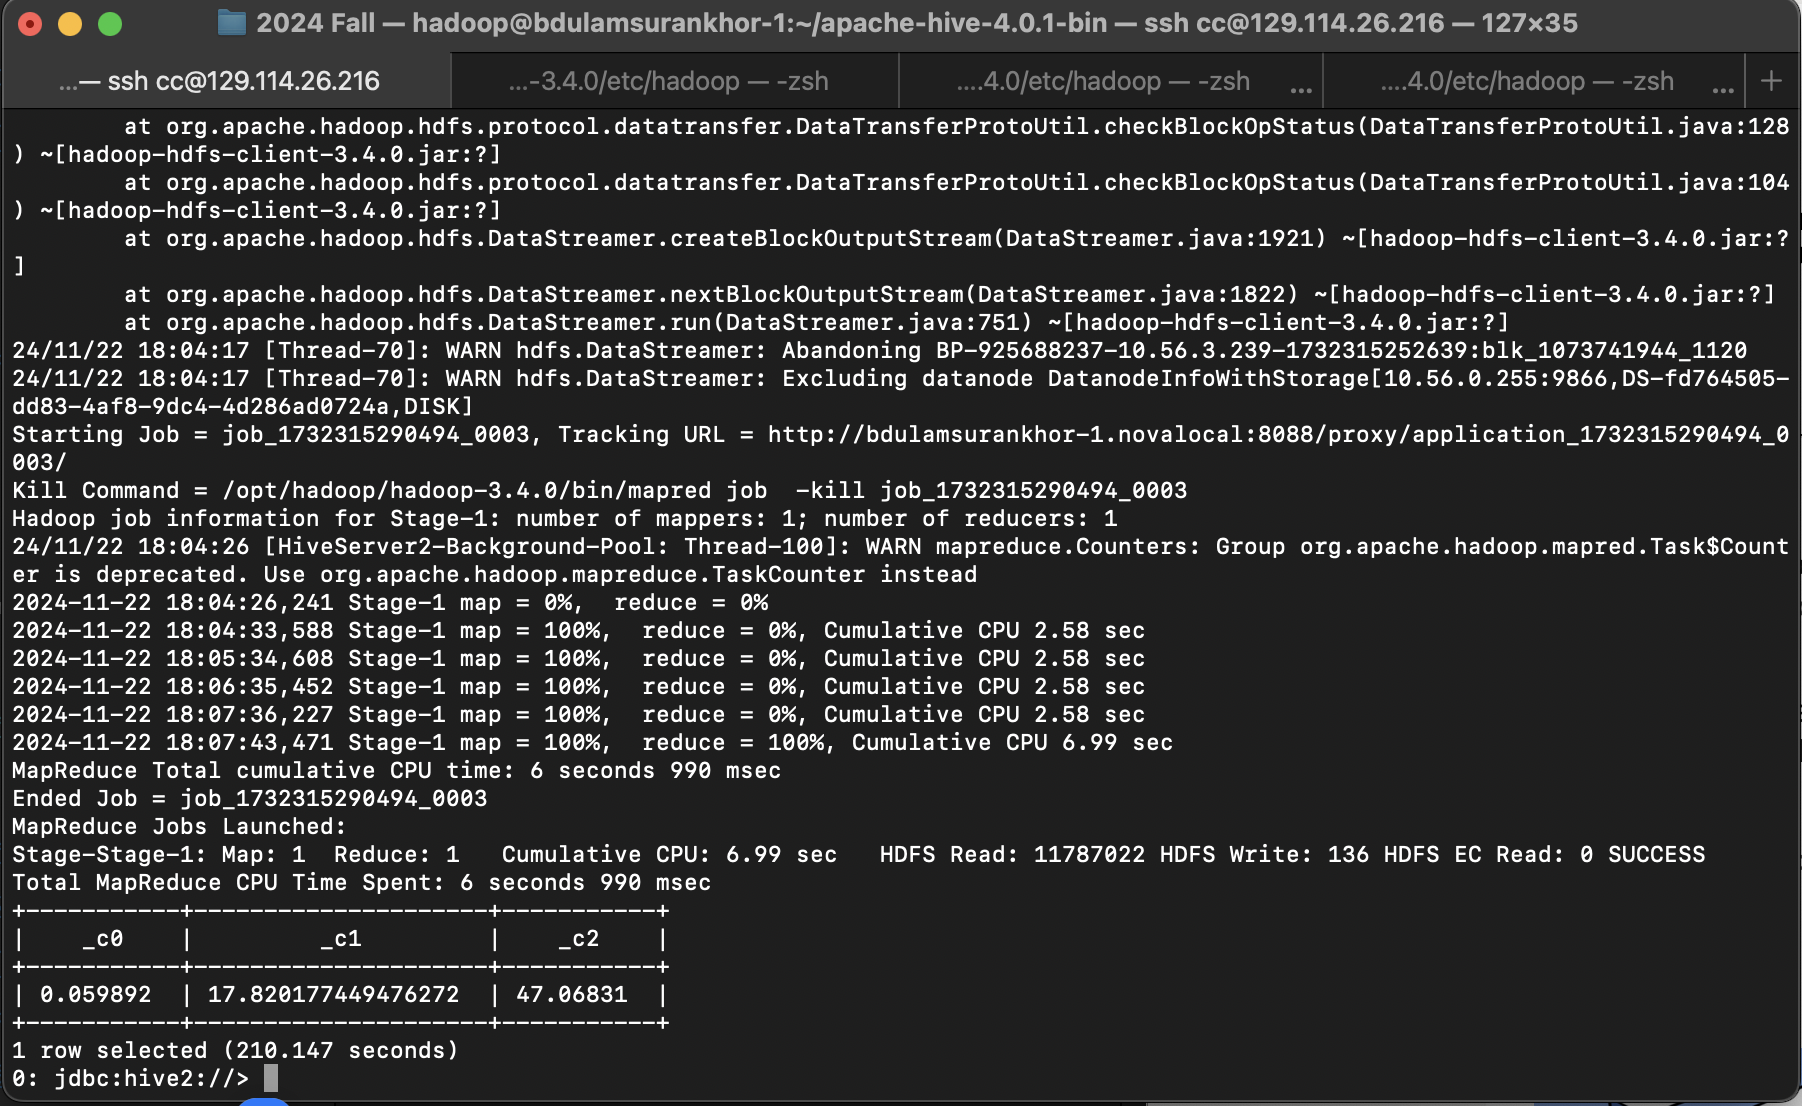 2024 Fall — hadoop@bdulamsurankhor-1:~/apache-hive-4.0.1-bin — ssh cc@129.114.26.216 — 127×35
...— ssh cc@129.114.26.216 ...-3.4.0/etc/hadoop — -zsh ....4.0/etc/hadoop — -zsh ... ....4.0/etc/hadoop — -zsh ... +
at org.apache.hadoop.hdfs.protocol.datatransfer.DataTransferProtoUtil.checkBlockOpStatus(DataTransferProtoUtil.java:128
) ~[hadoop-hdfs-client-3.4.0.jar:?]
at org.apache.hadoop.hdfs.protocol.datatransfer.DataTransferProtoUtil.checkBlockOpStatus(DataTransferProtoUtil.java:104
) ~[hadoop-hdfs-client-3.4.0.jar:?]
at org.apache.hadoop.hdfs.DataStreamer.createBlockOutputStream(DataStreamer.java:1921) ~[hadoop-hdfs-client-3.4.0.jar:?
]
at org.apache.hadoop.hdfs.DataStreamer.nextBlockOutputStream(DataStreamer.java:1822) ~[hadoop-hdfs-client-3.4.0.jar:?]
at org.apache.hadoop.hdfs.DataStreamer.run(DataStreamer.java:751) ~[hadoop-hdfs-client-3.4.0.jar:?]
24/11/22 18:04:17 [Thread-70]: WARN hdfs.DataStreamer: Abandoning BP-925688237-10.56.3.239-1732315252639:blk_1073741944_1120
24/11/22 18:04:17 [Thread-70]: WARN hdfs.DataStreamer: Excluding datanode DatanodeInfoWithStorage[10.56.0.255:9866,DS-fd764505-
dd83-4af8-9dc4-4d286ad0724a,DISK]
Starting Job = job_1732315290494_0003, Tracking URL = http://bdulamsurankhor-1.novalocal:8088/proxy/application_1732315290494_0
003/
Kill Command = /opt/hadoop/hadoop-3.4.0/bin/mapred job  -kill job_1732315290494_0003
Hadoop job information for Stage-1: number of mappers: 1; number of reducers: 1
24/11/22 18:04:26 [HiveServer2-Background-Pool: Thread-100]: WARN mapreduce.Counters: Group org.apache.hadoop.mapred.Task$Count
er is deprecated. Use org.apache.hadoop.mapreduce.TaskCounter instead
2024-11-22 18:04:26,241 Stage-1 map = 0%,  reduce = 0%
2024-11-22 18:04:33,588 Stage-1 map = 100%,  reduce = 0%, Cumulative CPU 2.58 sec
2024-11-22 18:05:34,608 Stage-1 map = 100%,  reduce = 0%, Cumulative CPU 2.58 sec
2024-11-22 18:06:35,452 Stage-1 map = 100%,  reduce = 0%, Cumulative CPU 2.58 sec
2024-11-22 18:07:36,227 Stage-1 map = 100%,  reduce = 0%, Cumulative CPU 2.58 sec
2024-11-22 18:07:43,471 Stage-1 map = 100%,  reduce = 100%, Cumulative CPU 6.99 sec
MapReduce Total cumulative CPU time: 6 seconds 990 msec
Ended Job = job_1732315290494_0003
MapReduce Jobs Launched:
Stage-Stage-1: Map: 1  Reduce: 1   Cumulative CPU: 6.99 sec   HDFS Read: 11787022 HDFS Write: 136 HDFS EC Read: 0 SUCCESS
Total MapReduce CPU Time Spent: 6 seconds 990 msec
+-----------+---------------------+-----------+
|    _c0    |         _c1         |    _c2    |
+-----------+---------------------+-----------+
| 0.059892  | 17.820177449476272  | 47.06831  |
+-----------+---------------------+-----------+
1 row selected (210.147 seconds)
0: jdbc:hive2://>